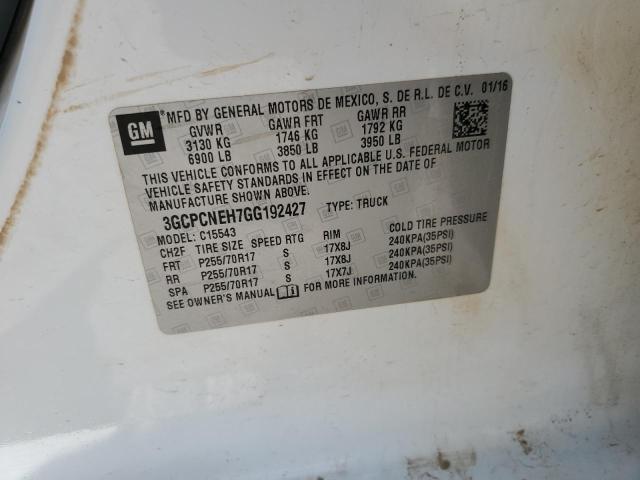 GM
®
MFD BY GENERAL MOTORS DE MEXICO, S. DE R.L. DE C.V. 01/16
GVWR GAWR FRT GAWR RR
3130 KG 1746 KG 1792 KG
6900 LB 3850 LB 3950 LB
THIS VEHICLE CONFORMS TO ALL APPLICABLE U.S. FEDERAL MOTOR
VEHICLE SAFETY STANDARDS IN EFFECT ON THE DATE OF
MANUFACTURE SHOWN ABOVE.
3GCPCNEH7GG192427 TYPE: TRUCK
MODEL: C15543
CH2F TIRE SIZE SPEED RTG RIM COLD TIRE PRESSURE
FRT P255/70R17 S 17X8J 240KPA(35PSI)
RR P255/70R17 S 17X8J 240KPA(35PSI)
SPA P255/70R17 S 17X7J 240KPA(35PSI)
SEE OWNER'S MANUAL FOR MORE INFORMATION.